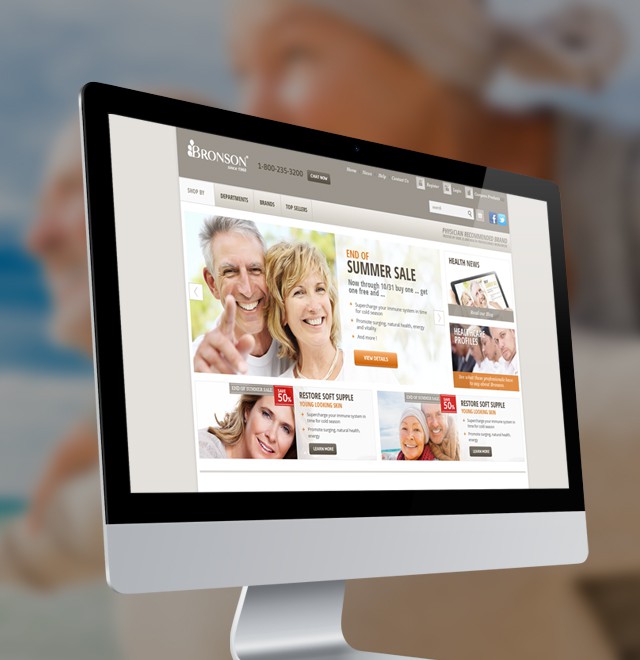 BRONSON®
since 1960
1-800-235-3200
CHAT NOW
Home
About
Help
Contact Us
Register
Login
SHOP BY
DEPARTMENTS
BRANDS
TOP SELLERS
search
PHYSICIAN RECOMMENDED BRAND
END OF
SUMMER SALE
Now through 10/31 buy one ... get
one free and ...
Supercharge your immune system in
time for cold season
Promote surging, natural health, energy
and vitality
And more !
VIEW DETAILS
HEALTH NEWS
Read our Blog
HEALTHCARE
PROFILES
END OF SUMMER SALE
SAVE
50%
RESTORE SOFT SUPPLE
YOUNG LOOKING SKIN
Supercharge your immune system in
time for cold season
Promote surging, natural health,
energy
LEARN MORE
END OF SUMMER SALE
SAVE
50%
RESTORE SOFT SUPPLE
YOUNG LOOKING SKIN
Supercharge your immune system in
time for cold season
Promote surging, natural health,
energy
LEARN MORE